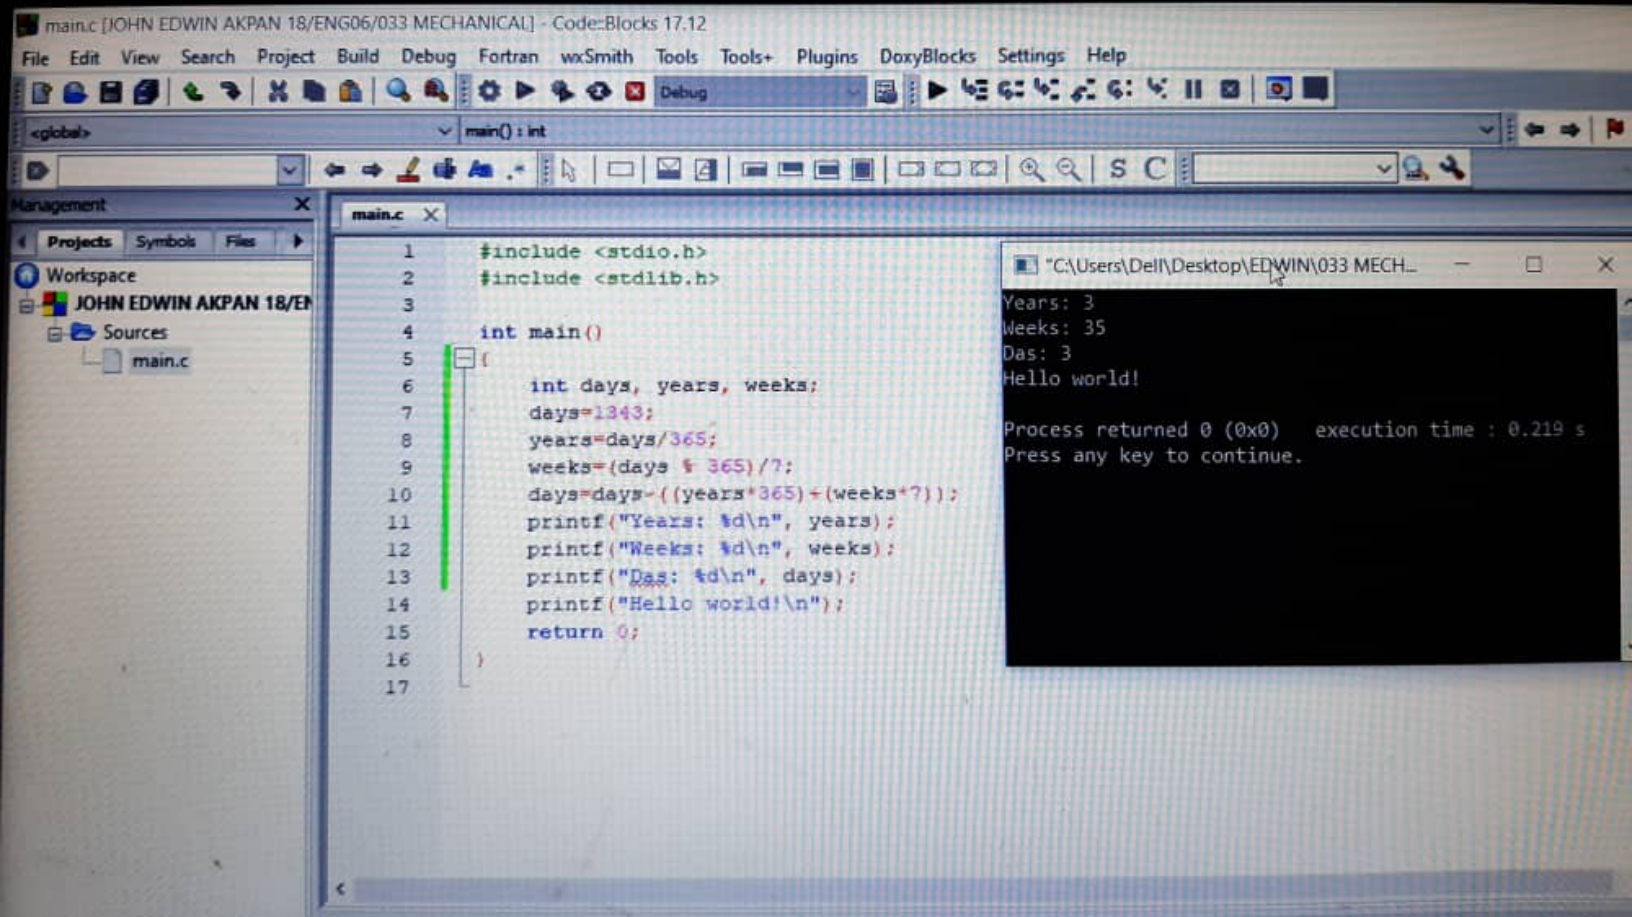 main.c [JOHN EDWIN AKPAN 18/ENG06/033 MECHANICAL] - Code::Blocks 17.12
File Edit View Search Project Build Debug Fortran wxSmith Tools Tools+ Plugins DoxyBlocks Settings Help
Debug
<global> main() : int
S C
Management
main.c
Projects Symbols Files
Workspace
JOHN EDWIN AKPAN 18/EN
Sources
main.c
1 #include <stdio.h>
2 #include <stdlib.h>
3
4 int main()
5 {
6 int days, years, weeks;
7 days=1343;
8 years=days/365;
9 weeks=(days % 365)/7;
10 days=days-((years*365)+(weeks*7));
11 printf("Years: %d\n", years);
12 printf("Weeks: %d\n", weeks);
13 printf("Das: %d\n", days);
14 printf("Hello world!\n");
15 return 0;
16 }
17
"C:\Users\Dell\Desktop\EDWIN\033 MECH...
Years: 3
Weeks: 35
Das: 3
Hello world!
Process returned 0 (0x0) execution time : 0.219 s
Press any key to continue.